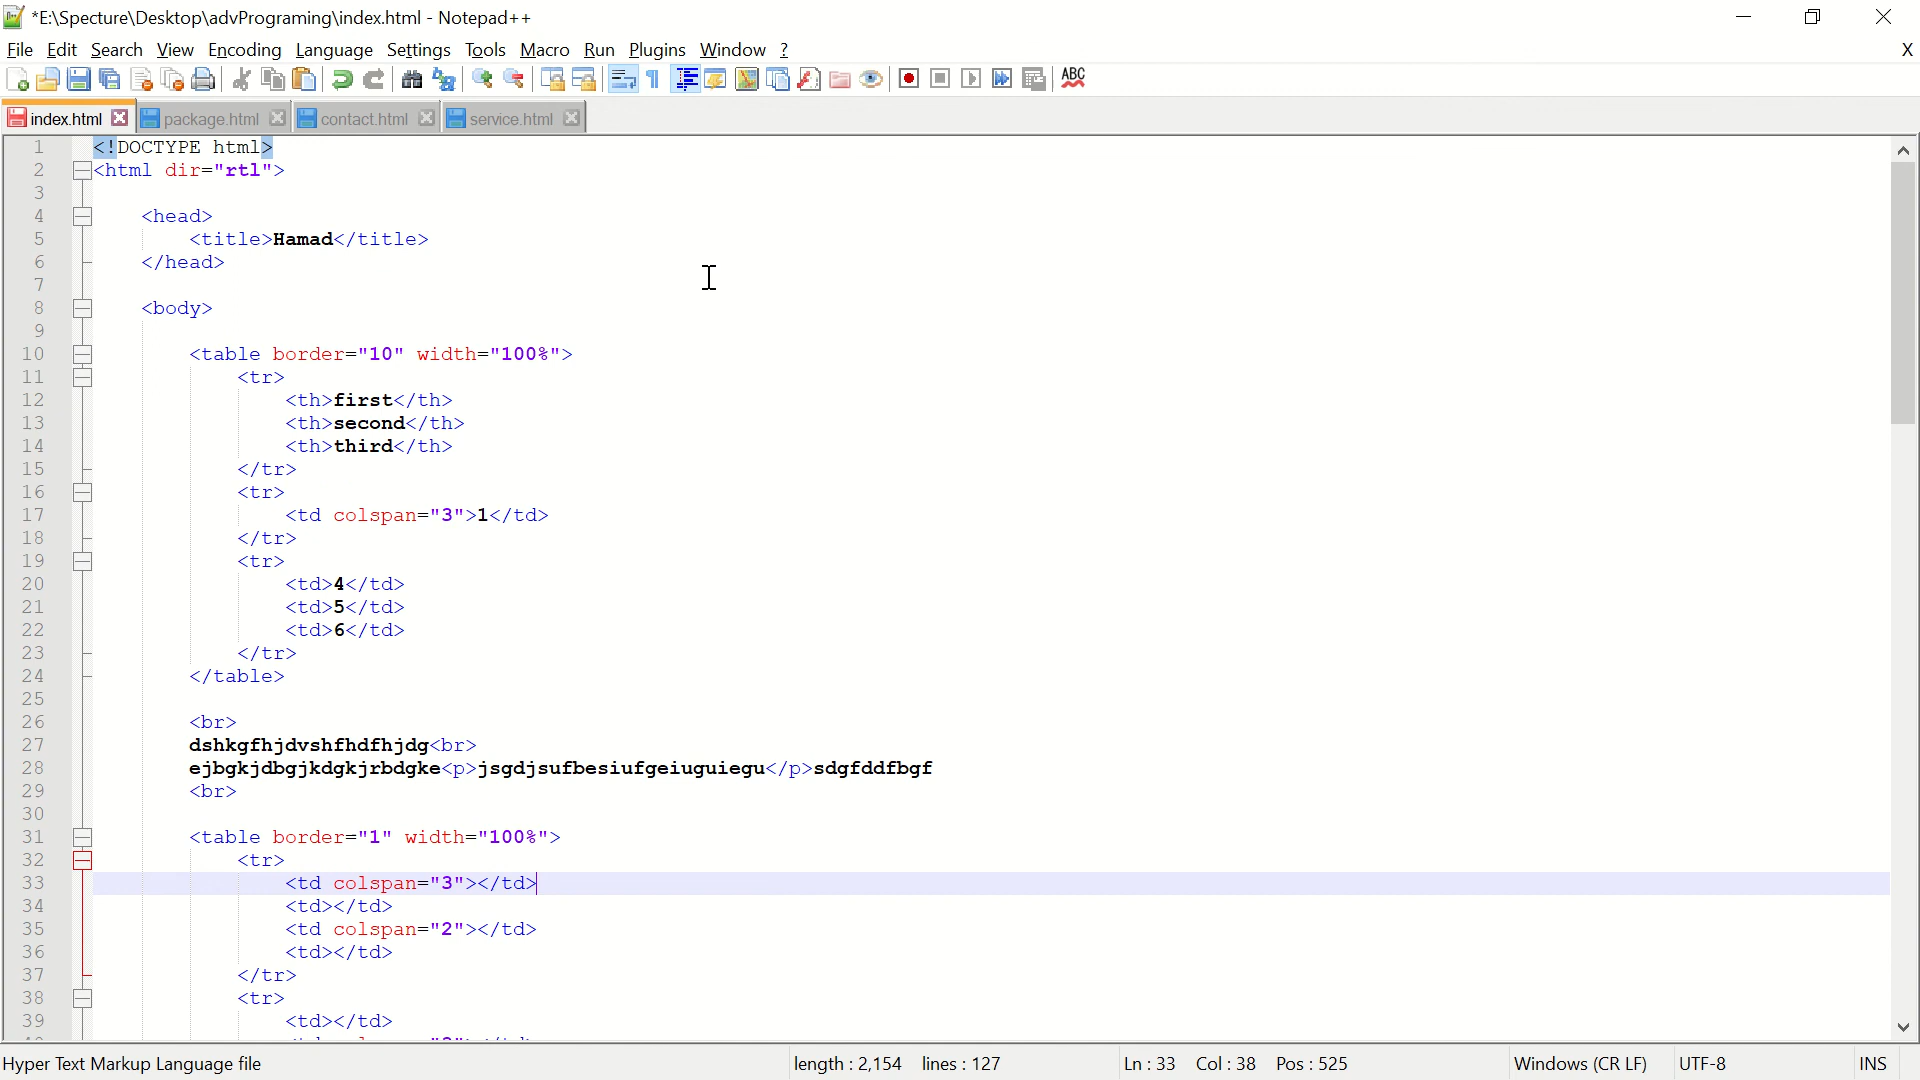 *E:\Specture\Desktop\advPrograming\index.html - Notepad++
File Edit Search View Encoding Language Settings Tools Macro Run Plugins Window ? X
ABC
index.html package.html contact.html service.html
1 <!DOCTYPE html>
2 <html dir="rtl">
3
4 <head>
5 <title>Hamad</title>
6 </head>
7
8 <body>
9
10 <table border="10" width="100%">
11 <tr>
12 <th>first</th>
13 <th>second</th>
14 <th>third</th>
15 </tr>
16 <tr>
17 <td colspan="3">1</td>
18 </tr>
19 <tr>
20 <td>4</td>
21 <td>5</td>
22 <td>6</td>
23 </tr>
24 </table>
25
26 <br>
27 dshkgfhjdvshfhdfhjdg<br>
28 ejbgkjdbgjkdgkjrbdgke<p>jsgdjsufbesiufgeiuguiegu</p>sdgfddfbgf
29 <br>
30
31 <table border="1" width="100%">
32 <tr>
33 <td colspan="3"></td>
34 <td></td>
35 <td colspan="2"></td>
36 <td></td>
37 </tr>
38 <tr>
39 <td></td>
Hyper Text Markup Language file length : 2,154 lines : 127 Ln : 33 Col : 38 Pos : 525 Windows (CR LF) UTF-8 INS